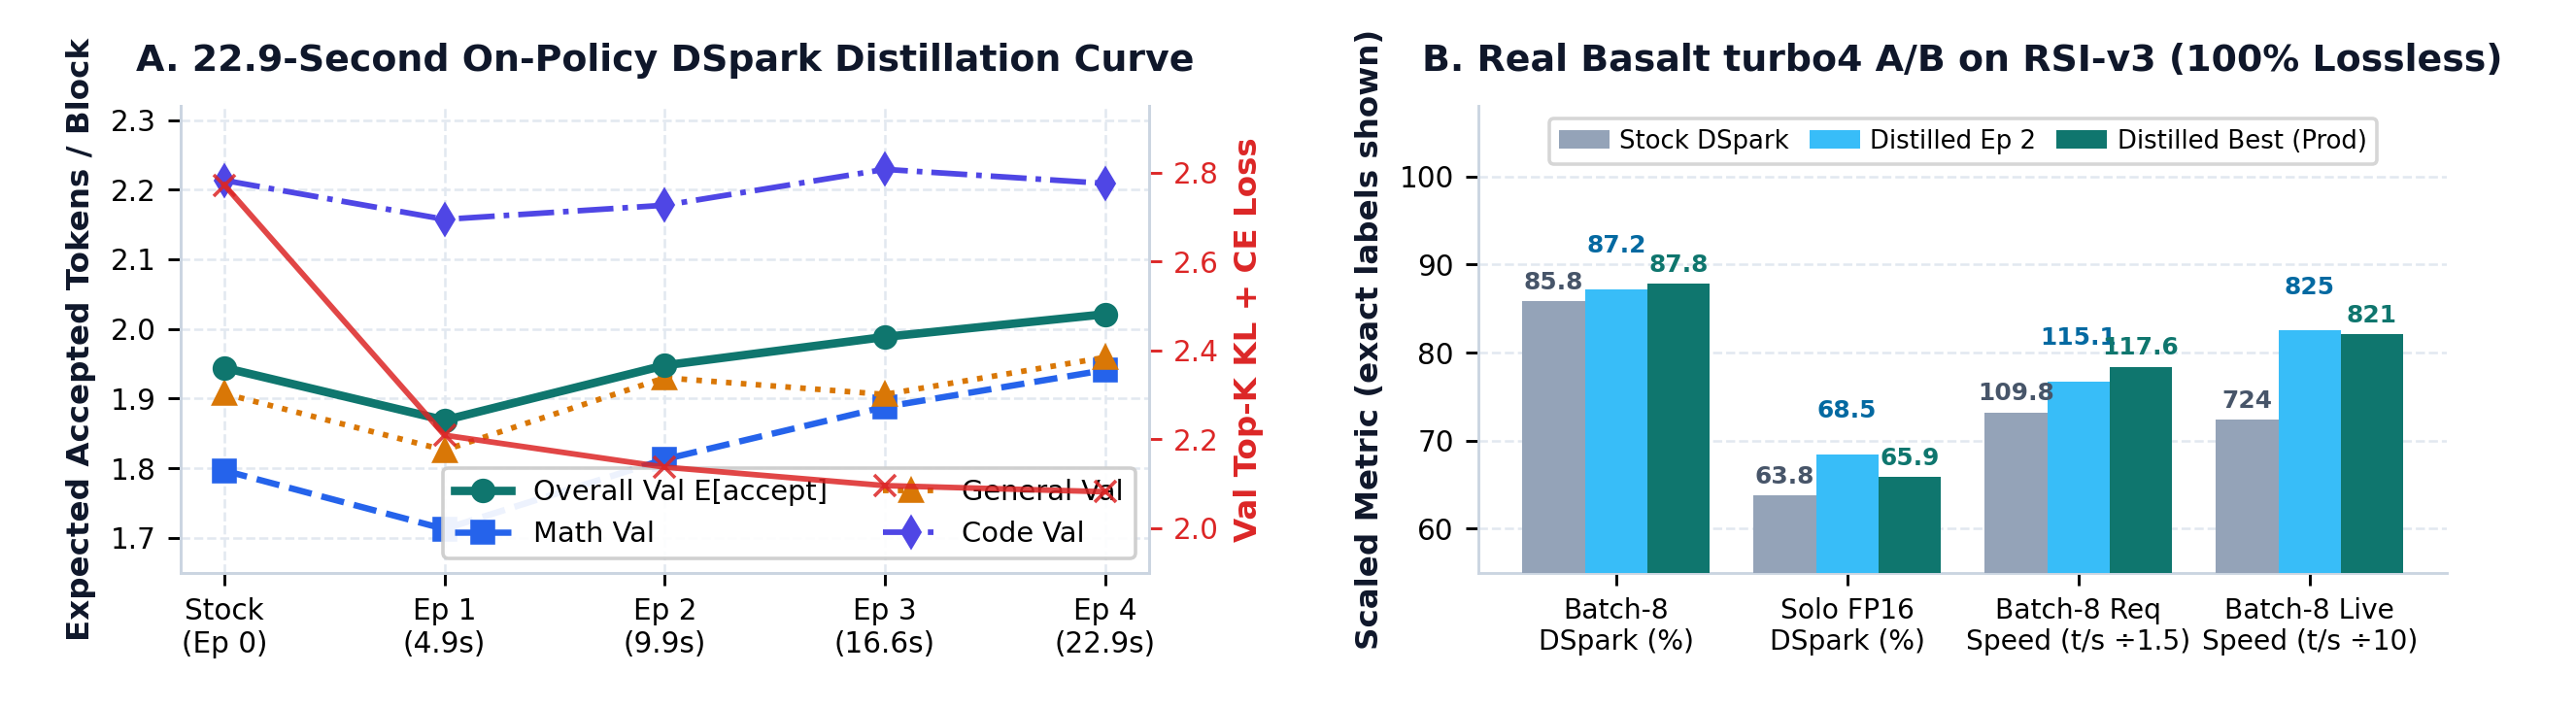 A. 22.9-Second On-Policy DSpark Distillation Curve
Expected Accepted Tokens / Block
2.3
2.2
2.1
2.0
1.9
1.8
1.7
2.8
2.6
2.4
2.2
2.0
Val Top-K KL + CE Loss
Overall Val E[accept]
Math Val
General Val
Code Val
Stock
(Ep 0)
Ep 1
(4.9s)
Ep 2
(9.9s)
Ep 3
(16.6s)
Ep 4
(22.9s)
B. Real Basalt turbo4 A/B on RSI-v3 (100% Lossless)
Scaled Metric (exact labels shown)
Stock DSpark
Distilled Ep 2
Distilled Best (Prod)
100
90
80
70
60
85.8
87.2
87.8
63.8
68.5
65.9
109.8
115.1
117.6
724
825
821
Batch-8
DSpark (%)
Solo FP16
DSpark (%)
Batch-8 Req
Speed (t/s ÷1.5)
Batch-8 Live
Speed (t/s ÷10)